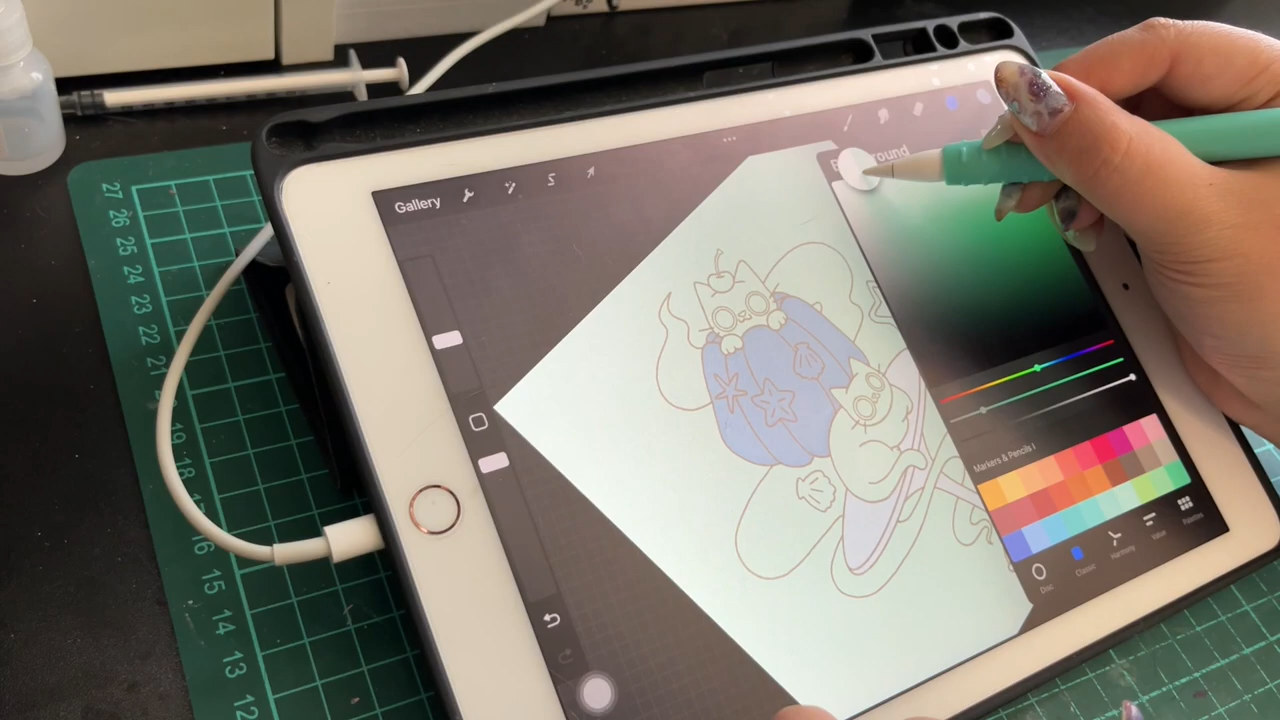 Gallery
S
Background
Markers & Pencils I
Disc
Classic
Harmony
Value
Palettes
27
26
25
24
23
22
21
19
18
17
16
15
14
13
12